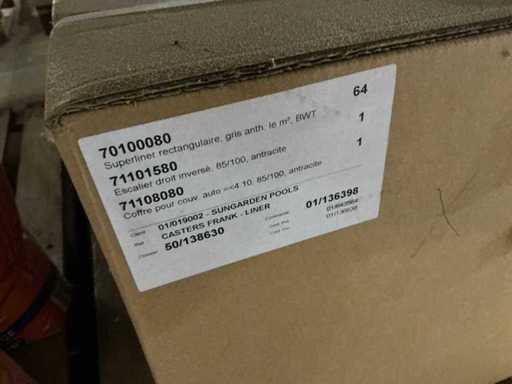 70100080 64
Superliner rectangulaire, gris anth. le m², BWT
71101580 1
Escalier droit inversé, 85/100, antracite
71108080 1
Coffre pour couv. auto =<4.10, 85/100, antracite
01/019002 - SUNGARDEN POOLS
CASTERS FRANK - LINER 01/136398
50/138630